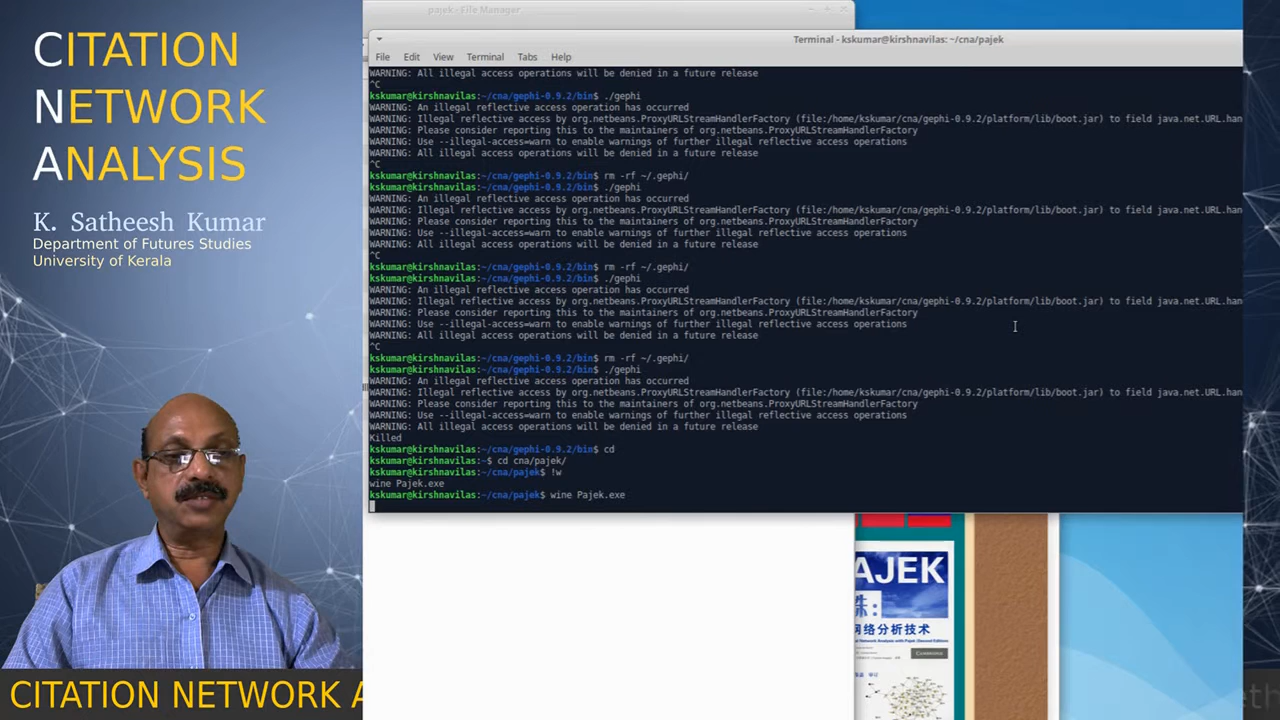 CITATION
NETWORK
ANALYSIS
K. Satheesh Kumar
Department of Futures Studies
University of Kerala
CITATION NETWORK A
pajek - File Manager
Terminal - kskumar@kirshnavilas: ~/cna/pajek
File Edit View Terminal Tabs Help
WARNING: All illegal access operations will be denied in a future release
^C
kskumar@kirshnavilas:~/cna/gephi-0.9.2/bin$ ./gephi
WARNING: An illegal reflective access operation has occurred
WARNING: Illegal reflective access by org.netbeans.ProxyURLStreamHandlerFactory (file:/home/kskumar/cna/gephi-0.9.2/platform/lib/boot.jar) to field java.net.URL.han
WARNING: Please consider reporting this to the maintainers of org.netbeans.ProxyURLStreamHandlerFactory
WARNING: Use --illegal-access=warn to enable warnings of further illegal reflective access operations
WARNING: All illegal access operations will be denied in a future release
^C
kskumar@kirshnavilas:~/cna/gephi-0.9.2/bin$ rm -rf ~/.gephi/
kskumar@kirshnavilas:~/cna/gephi-0.9.2/bin$ ./gephi
WARNING: An illegal reflective access operation has occurred
WARNING: Illegal reflective access by org.netbeans.ProxyURLStreamHandlerFactory (file:/home/kskumar/cna/gephi-0.9.2/platform/lib/boot.jar) to field java.net.URL.han
WARNING: Please consider reporting this to the maintainers of org.netbeans.ProxyURLStreamHandlerFactory
WARNING: Use --illegal-access=warn to enable warnings of further illegal reflective access operations
WARNING: All illegal access operations will be denied in a future release
^C
kskumar@kirshnavilas:~/cna/gephi-0.9.2/bin$ rm -rf ~/.gephi/
kskumar@kirshnavilas:~/cna/gephi-0.9.2/bin$ ./gephi
WARNING: An illegal reflective access operation has occurred
WARNING: Illegal reflective access by org.netbeans.ProxyURLStreamHandlerFactory (file:/home/kskumar/cna/gephi-0.9.2/platform/lib/boot.jar) to field java.net.URL.han
WARNING: Please consider reporting this to the maintainers of org.netbeans.ProxyURLStreamHandlerFactory
WARNING: Use --illegal-access=warn to enable warnings of further illegal reflective access operations
WARNING: All illegal access operations will be denied in a future release
^C
kskumar@kirshnavilas:~/cna/gephi-0.9.2/bin$ rm -rf ~/.gephi/
kskumar@kirshnavilas:~/cna/gephi-0.9.2/bin$ ./gephi
WARNING: An illegal reflective access operation has occurred
WARNING: Illegal reflective access by org.netbeans.ProxyURLStreamHandlerFactory (file:/home/kskumar/cna/gephi-0.9.2/platform/lib/boot.jar) to field java.net.URL.han
WARNING: Please consider reporting this to the maintainers of org.netbeans.ProxyURLStreamHandlerFactory
WARNING: Use --illegal-access=warn to enable warnings of further illegal reflective access operations
WARNING: All illegal access operations will be denied in a future release
Killed
kskumar@kirshnavilas:~/cna/gephi-0.9.2/bin$ cd
kskumar@kirshnavilas:~$ cd cna/pajek/
kskumar@kirshnavilas:~/cna/pajek$ !w
wine Pajek.exe
kskumar@kirshnavilas:~/cna/pajek$ wine Pajek.exe
AJEK
蛛:
网络分析技术
eth